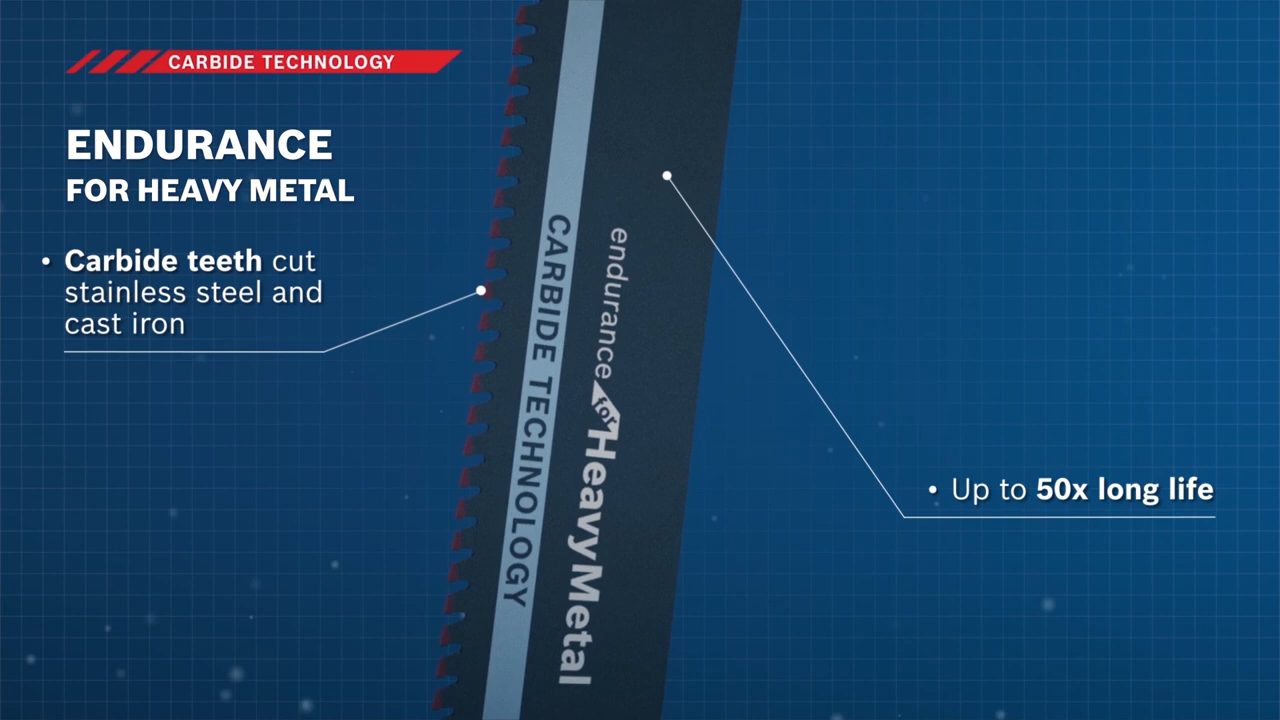 CARBIDE TECHNOLOGY
ENDURANCE
FOR HEAVY METAL
• Carbide teeth cut
stainless steel and
cast iron
CARBIDE TECHNOLOGY
endurance for HeavyMetal
• Up to 50x long life